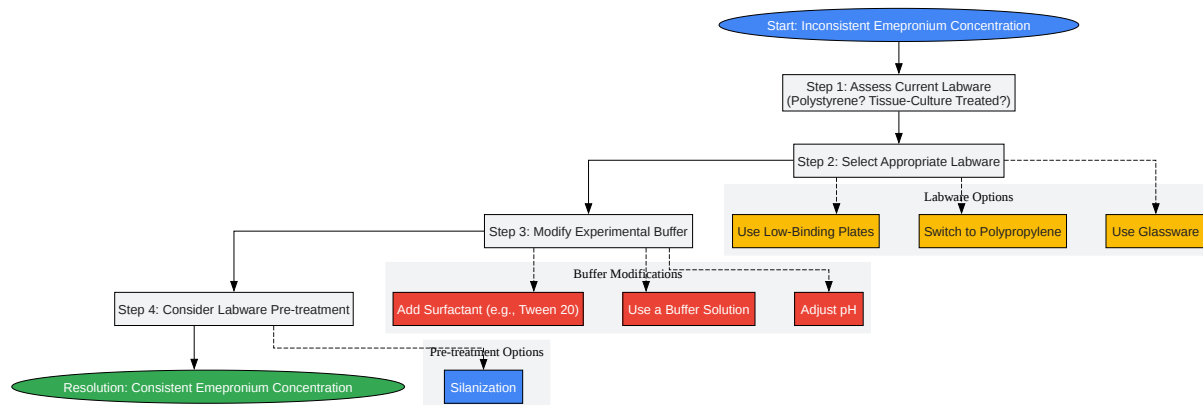 Start: Inconsistent Emepronium Concentration
Step 1: Assess Current Labware
(Polystyrene? Tissue-Culture Treated?)
Step 2: Select Appropriate Labware
Labware Options
Use Low-Binding Plates
Switch to Polypropylene
Use Glassware
Step 3: Modify Experimental Buffer
Buffer Modifications
Add Surfactant (e.g., Tween 20)
Use a Buffer Solution
Adjust pH
Step 4: Consider Labware Pre-treatment
Pre-treatment Options
Silanization
Resolution: Consistent Emepronium Concentration